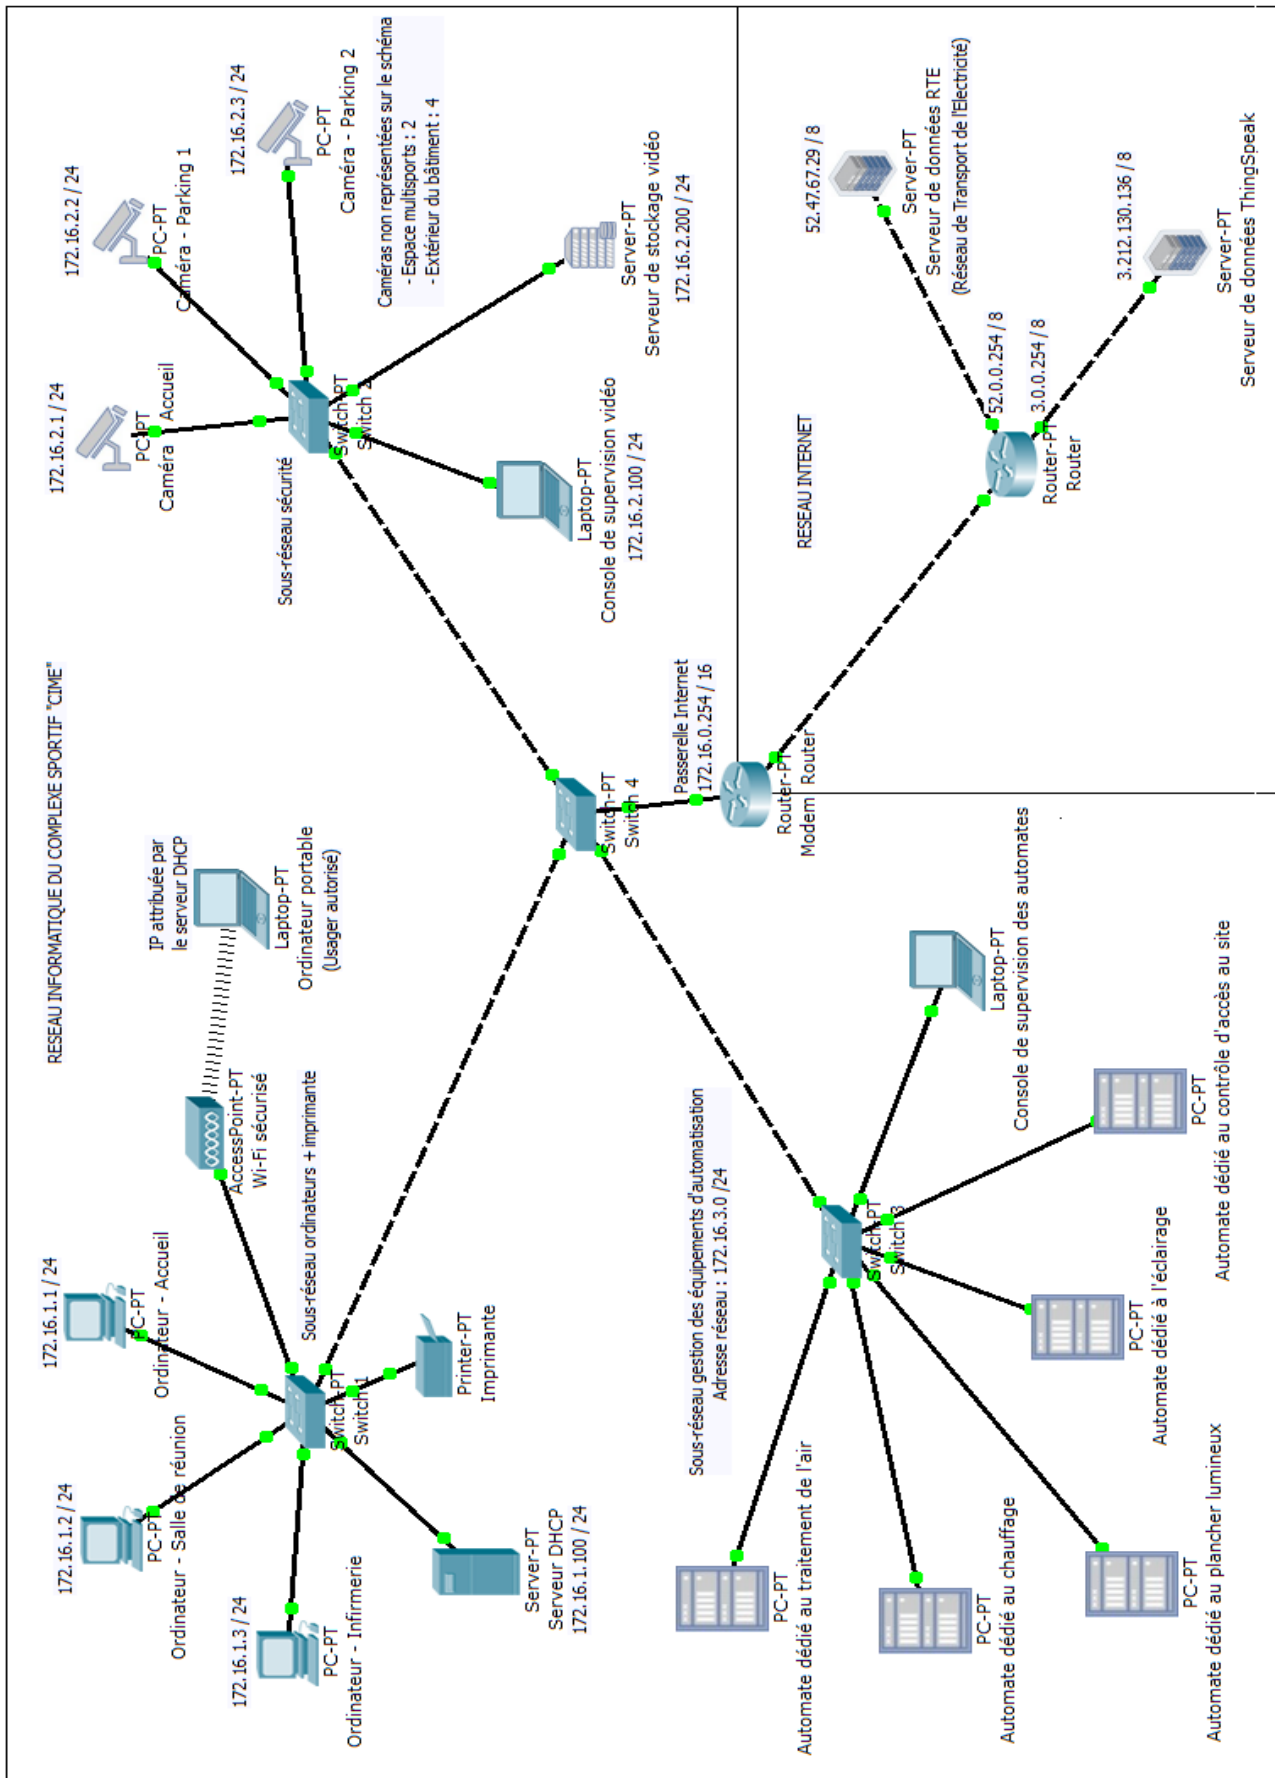 RESEAU INFORMATIQUE DU COMPLEXE SPORTIF "CIME"
172.16.1.1 / 24
PC-PT
Ordinateur - Accueil
172.16.1.2 / 24
PC-PT
Ordinateur - Salle de réunion
172.16.1.3 / 24
PC-PT
Ordinateur - Infirmerie
Server-PT
Serveur DHCP
172.16.1.100 / 24
Switch-PT
Switch 1
Printer-PT
Imprimante
Sous-réseau ordinateurs + imprimante
AccessPoint-PT
Wi-Fi sécurisé
IP attribuée par
le serveur DHCP
Laptop-PT
Ordinateur portable
(Usager autorisé)
172.16.2.1 / 24
PC-PT
Caméra - Accueil
172.16.2.2 / 24
PC-PT
Caméra - Parking 1
172.16.2.3 / 24
PC-PT
Caméra - Parking 2
Caméras non représentées sur le schéma
- Espace multisports : 2
- Extérieur du bâtiment : 4
Sous-réseau sécurité
Switch-PT
Switch 2
Laptop-PT
Console de supervision vidéo
172.16.2.100 / 24
Server-PT
Serveur de stockage vidéo
172.16.2.200 / 24
Switch-PT
Switch 4
Passerelle Internet
172.16.0.254 / 16
Router-PT
Modem Router
Sous-réseau gestion des équipements d'automatisation
Adresse réseau : 172.16.3.0 /24
Switch-PT
Switch 3
PC-PT
Automate dédié au traitement de l'air
PC-PT
Automate dédié au chauffage
PC-PT
Automate dédié au plancher lumineux
PC-PT
Automate dédié à l'éclairage
PC-PT
Automate dédié au contrôle d'accès au site
Laptop-PT
Console de supervision des automates
RESEAU INTERNET
Router-PT
Router
52.0.0.254 / 8
3.0.0.254 / 8
52.47.67.29 / 8
Server-PT
Serveur de données RTE
(Réseau de Transport de l'Electricité)
3.212.130.136 / 8
Server-PT
Serveur de données ThingSpeak